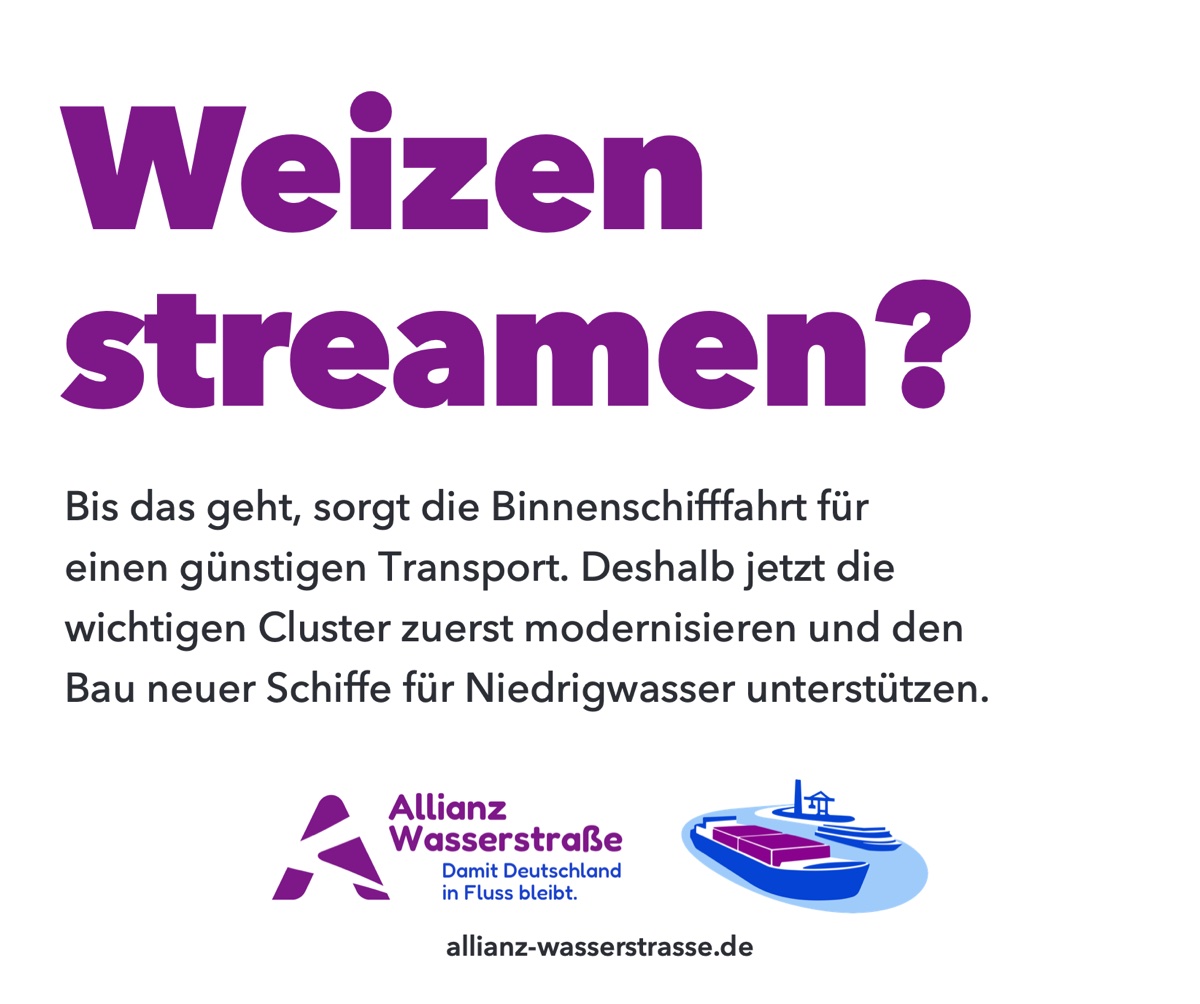 Weizen
streamen?
Bis das geht, sorgt die Binnenschifffahrt für
einen günstigen Transport. Deshalb jetzt die
wichtigen Cluster zuerst modernisieren und den
Bau neuer Schiffe für Niedrigwasser unterstützen.
Allianz
Wasserstraße
Damit Deutschland
in Fluss bleibt.
allianz-wasserstrasse.de